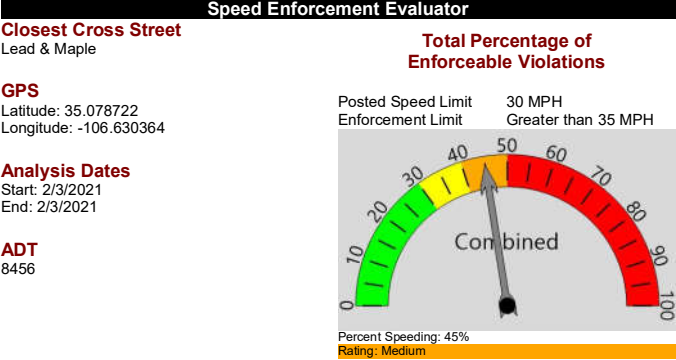 Speed Enforcement Evaluator
Closest Cross Street
Lead & Maple
GPS
Latitude: 35.078722
Longitude: -106.630364
Analysis Dates
Start: 2/3/2021
End: 2/3/2021
ADT
8456
Total Percentage of
Enforceable Violations
Posted Speed Limit 30 MPH
Enforcement Limit Greater than 35 MPH
0 10 20 30 40 50 60 70 80 90 100
Combined
Percent Speeding: 45%
Rating: Medium